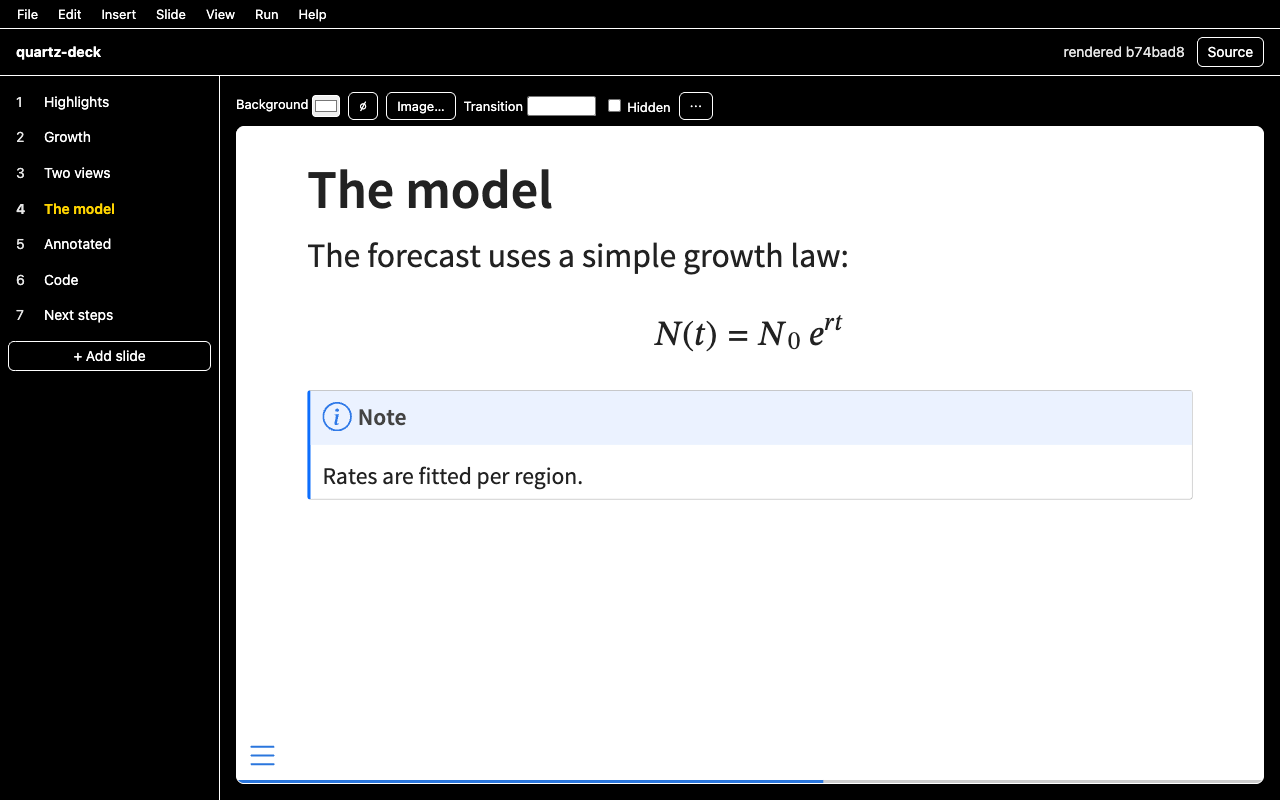 File Edit Insert Slide View Run Help
quartz-deck
rendered b74bad8 Source
1 Highlights
2 Growth
3 Two views
4 The model
5 Annotated
6 Code
7 Next steps
+ Add slide
Background ∅ Image... Transition Hidden ...
The model
The forecast uses a simple growth law:
N(t) = N₀ eʳᵗ
Note
Rates are fitted per region.